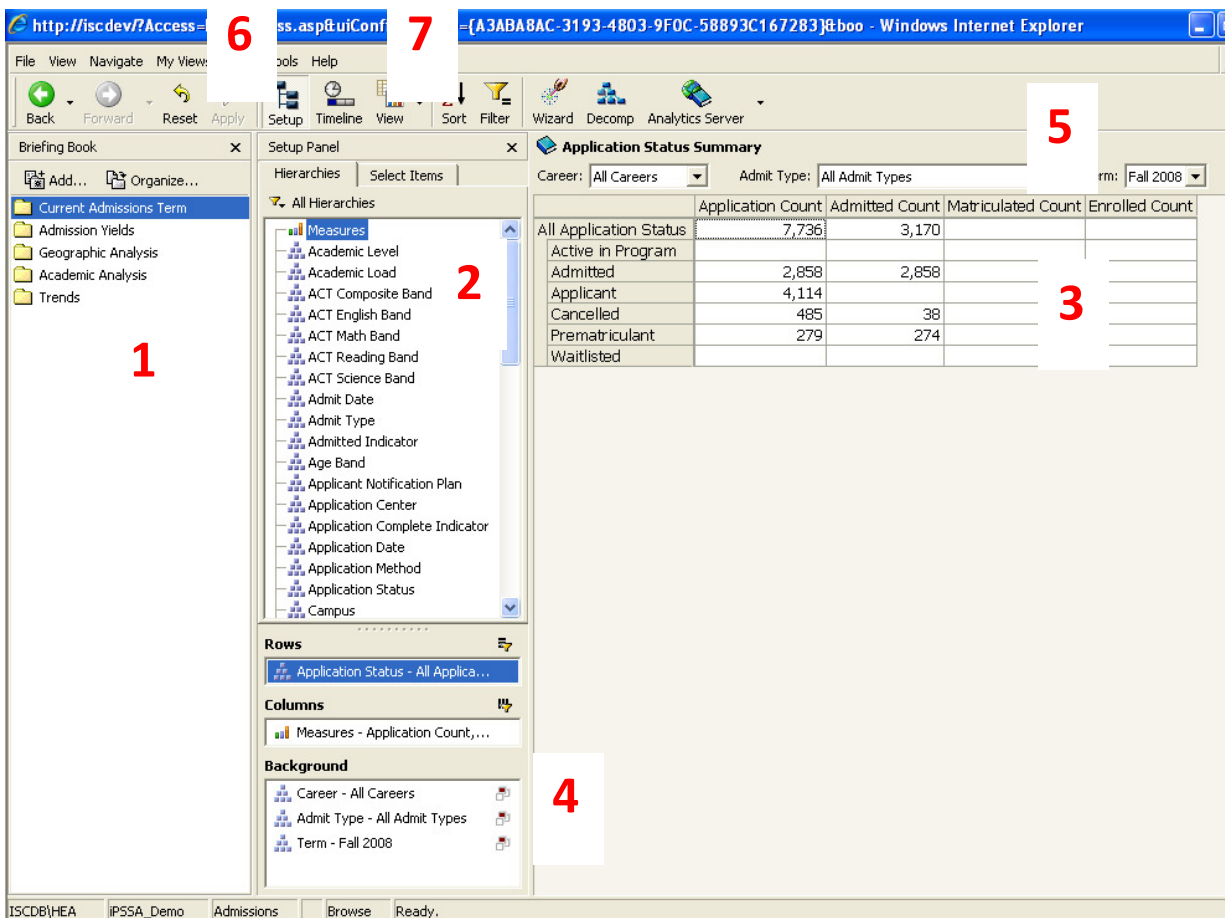 http://iscdev/?Access= ss.asp&uiConf ={A3ABA8AC-3193-4803-9F0C-58893C167283}&boo - Windows Internet Explorer
6
7
File View Navigate My Views ools Help
Back Forward Reset Apply Setup Timeline View Sort Filter Wizard Decomp Analytics Server
5
Briefing Book
Add... Organize...
Current Admissions Term
Admission Yields
Geographic Analysis
Academic Analysis
Trends
1
Setup Panel
Hierarchies Select Items
All Hierarchies
Measures
Academic Level
Academic Load
ACT Composite Band
ACT English Band
ACT Math Band
ACT Reading Band
ACT Science Band
Admit Date
Admit Type
Admitted Indicator
Age Band
Applicant Notification Plan
Application Center
Application Complete Indicator
Application Date
Application Method
Application Status
Campus
2
Rows
Application Status - All Applica...
Columns
Measures - Application Count,...
Background
Career - All Careers
Admit Type - All Admit Types
Term - Fall 2008
4
Application Status Summary
Career: All Careers Admit Type: All Admit Types rm: Fall 2008
Application Count Admitted Count Matriculated Count Enrolled Count
All Application Status 7,736 3,170
Active in Program
Admitted 2,858 2,858
Applicant 4,114
Cancelled 485 38
Prematriculant 279 274
Waitlisted
3
ISCDB\HEA iPSSA_Demo Admissions Browse Ready.